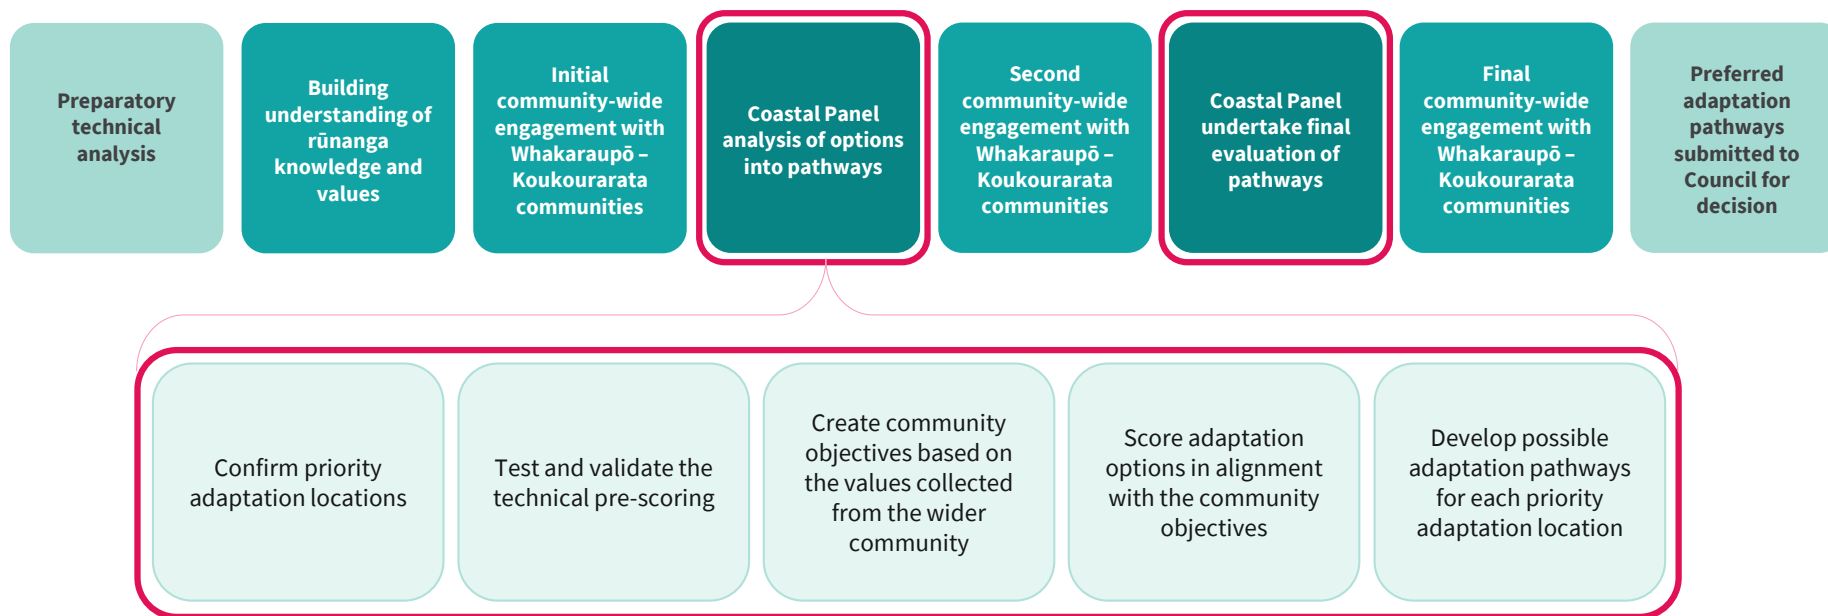 Preparatory
technical
analysis
Building
understanding of
rūnanga
knowledge and
values
Initial
community-wide
engagement with
Whakaraupō –
Koukourarata
communities
Coastal Panel
analysis of options
into pathways
Second
community-wide
engagement with
Whakaraupō –
Koukourarata
communities
Coastal Panel
undertake final
evaluation of
pathways
Final
community-wide
engagement with
Whakaraupō –
Koukourarata
communities
Preferred
adaptation
pathways
submitted to
Council for
decision
Confirm priority
adaptation locations
Test and validate the
technical pre-scoring
Create community
objectives based on
the values collected
from the wider
community
Score adaptation
options in alignment
with the community
objectives
Develop possible
adaptation pathways
for each priority
adaptation location